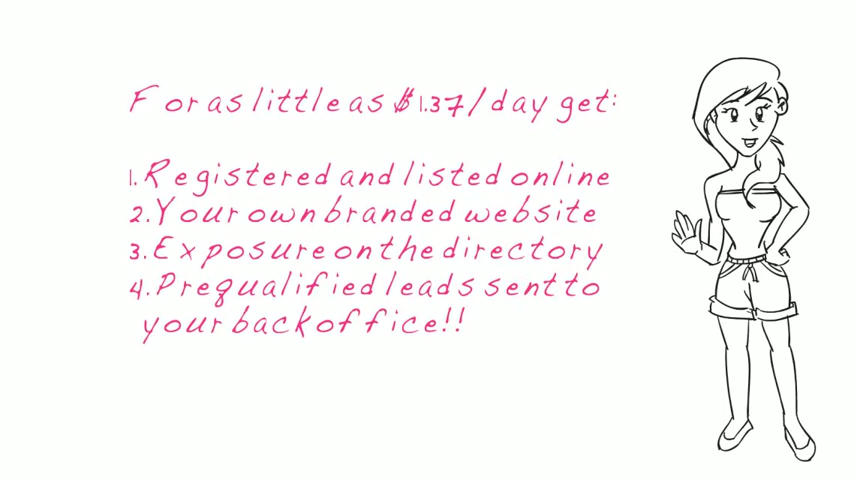 For as little as $1.37/day get:
1. Registered and listed online
2. Your own branded website
3. Exposure on the directory
4. Prequalified leads sent to
your back office!!